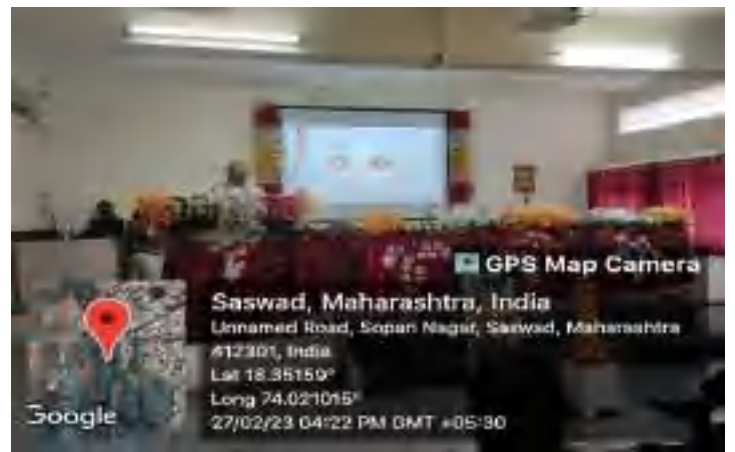 GPS Map Camera
Saswad, Maharashtra, India
Unnamed Road, Sopan Nagar, Saswad, Maharashtra
412301, India
Lat 18.35159°
Long 74.021015°
27/02/23 04:22 PM GMT +05:30
Google